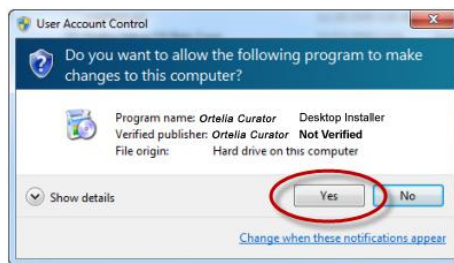 User Account Control
Do you want to allow the following program to make
changes to this computer?
Program name: Ortelia Curator Desktop Installer
Verified publisher: Ortelia Curator Not Verified
File origin: Hard drive on this computer
Show details Yes No
Change when these notifications appear